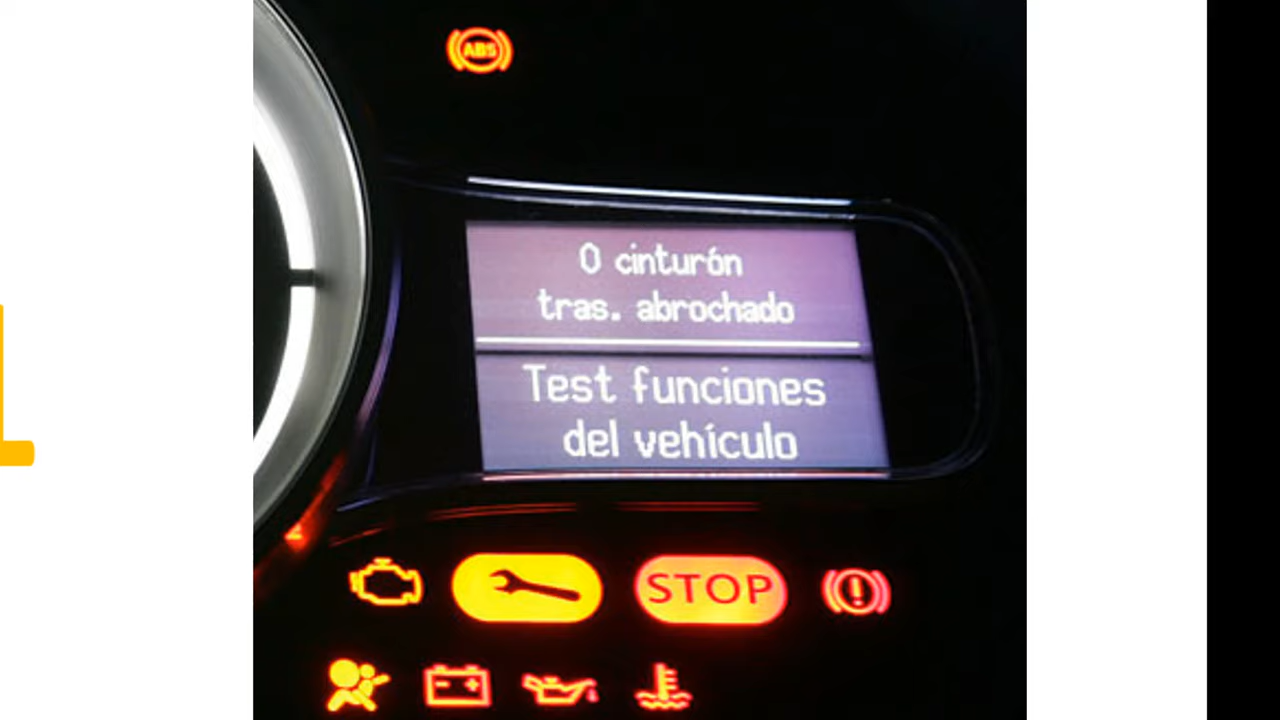 ABS
0 cinturón
tras. abrochado
Test funciones
del vehículo
STOP